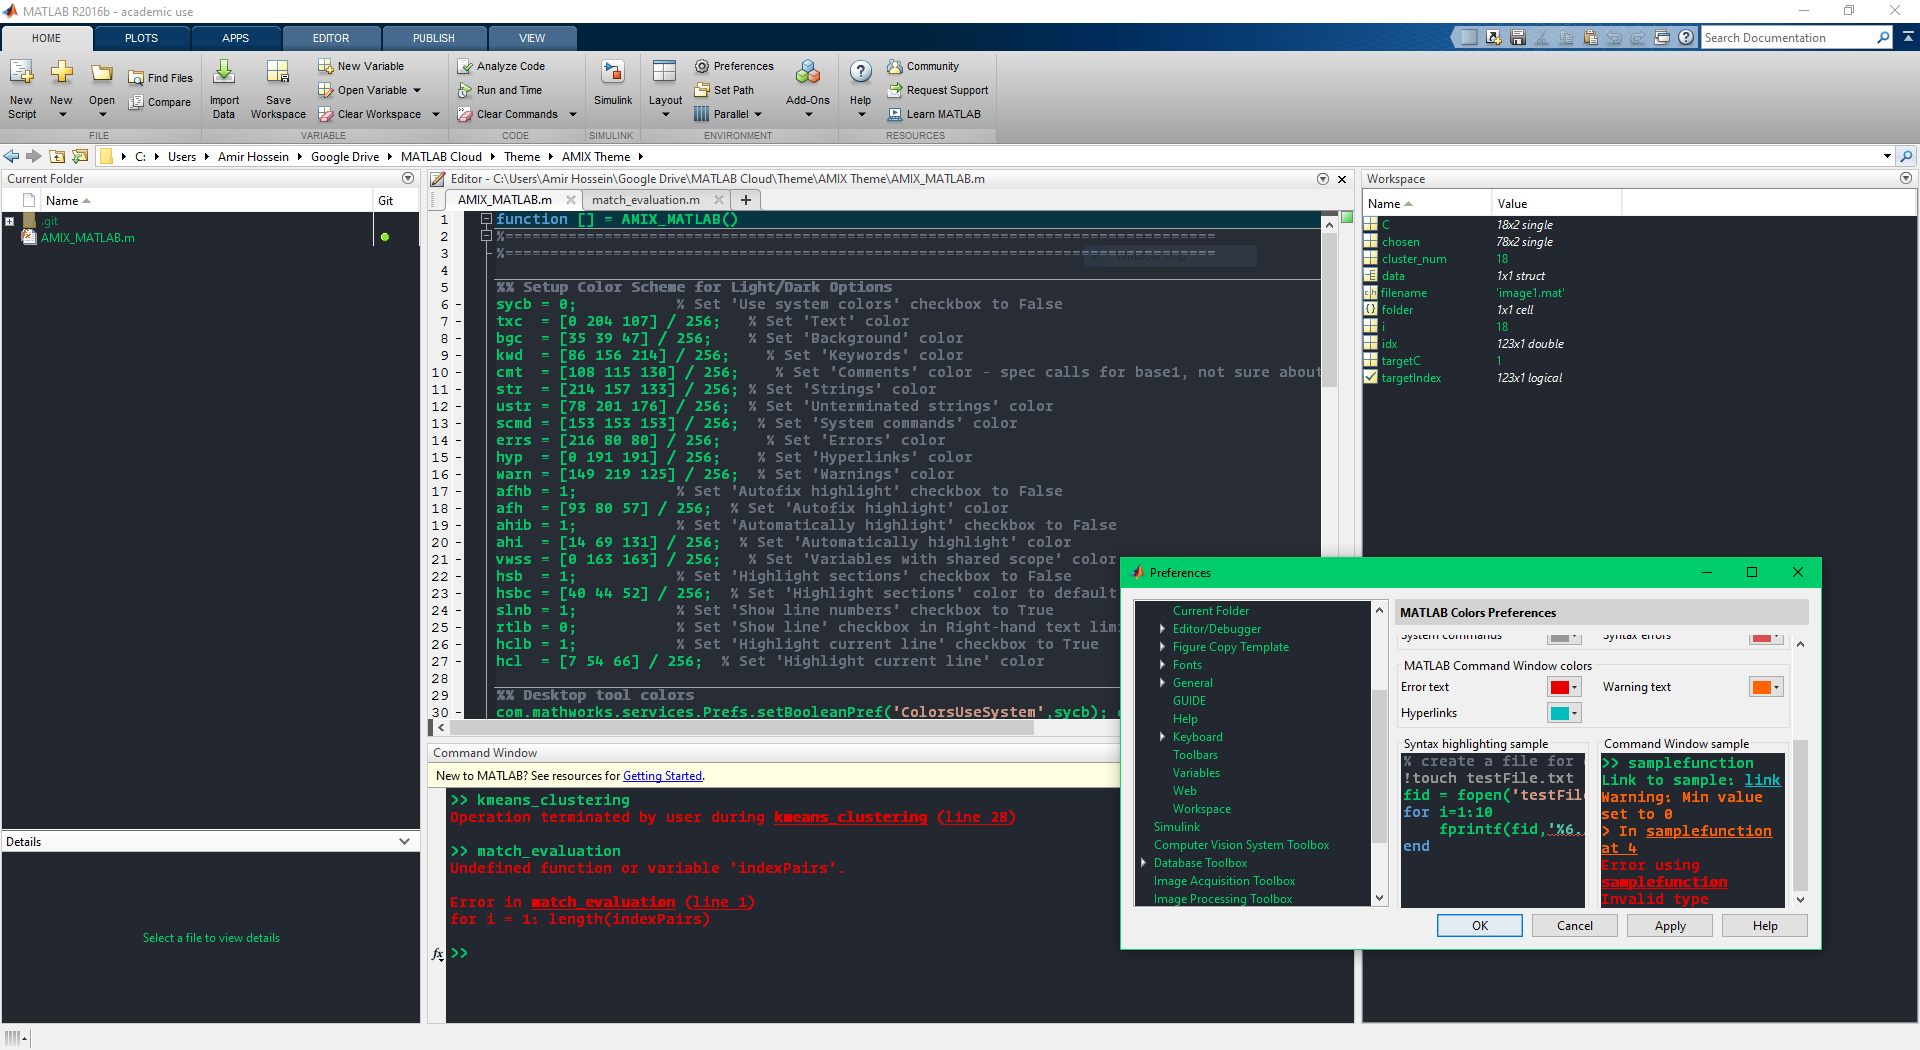 MATLAB R2016b - academic use
HOME PLOTS APPS EDITOR PUBLISH VIEW
Search Documentation
New Script
New
Open
Find Files
Compare
Import Data
Save Workspace
New Variable
Open Variable
Clear Workspace
Analyze Code
Run and Time
Clear Commands
Simulink
Layout
Preferences
Set Path
Parallel
Add-Ons
Help
Community
Request Support
Learn MATLAB
FILE VARIABLE CODE SIMULINK ENVIRONMENT RESOURCES
C: Users Amir Hossein Google Drive MATLAB Cloud Theme AMIX Theme
Current Folder
Name Git
.git
AMIX_MATLAB.m
Details
Select a file to view details
Editor - C:\Users\Amir Hossein\Google Drive\MATLAB Cloud\Theme\AMIX Theme\AMIX_MATLAB.m
AMIX_MATLAB.m match_evaluation.m
1 function [] = AMIX_MATLAB()
2 %===============================================================================
3 %===============================================================================
4
5 %% Setup Color Scheme for Light/Dark Options
6 sycb = 0; % Set 'Use system colors' checkbox to False
7 txc = [0 204 107] / 256; % Set 'Text' color
8 bgc = [35 39 47] / 256; % Set 'Background' color
9 kwd = [86 156 214] / 256; % Set 'Keywords' color
10 cmt = [108 115 130] / 256; % Set 'Comments' color - spec calls for base1, not sure about
11 str = [214 157 133] / 256; % Set 'Strings' color
12 ustr = [78 201 176] / 256; % Set 'Unterminated strings' color
13 scmd = [153 153 153] / 256; % Set 'System commands' color
14 errs = [216 80 80] / 256; % Set 'Errors' color
15 hyp = [0 191 191] / 256; % Set 'Hyperlinks' color
16 warn = [149 219 125] / 256; % Set 'Warnings' color
17 afhb = 1; % Set 'Autofix highlight' checkbox to False
18 afh = [93 80 57] / 256; % Set 'Autofix highlight' color
19 ahib = 1; % Set 'Automatically highlight' checkbox to False
20 ahi = [14 69 131] / 256; % Set 'Automatically highlight' color
21 vwss = [0 163 163] / 256; % Set 'Variables with shared scope' color
22 hsb = 1; % Set 'Highlight sections' checkbox to False
23 hsbc = [40 44 52] / 256; % Set 'Highlight sections' color to default
24 slnb = 1; % Set 'Show line numbers' checkbox to True
25 rtlb = 0; % Set 'Show line' checkbox in Right-hand text limi
26 hclb = 1; % Set 'Highlight current line' checkbox to True
27 hcl = [7 54 66] / 256; % Set 'Highlight current line' color
28
29 %% Desktop tool colors
30 com.mathworks.services.Prefs.setBooleanPref('ColorsUseSystem',sycb);
Command Window
New to MATLAB? See resources for Getting Started.
>> kmeans_clustering
Operation terminated by user during kmeans_clustering (line 28)
>> match_evaluation
Undefined function or variable 'indexPairs'.
Error in match_evaluation (line 1)
for i = 1: length(indexPairs)
fx >>
Workspace
Name Value
C 18x2 single
chosen 78x2 single
cluster_num 18
data 1x1 struct
filename 'image1.mat'
folder 1x1 cell
i 18
idx 123x1 double
targetC 1
targetIndex 123x1 logical
Preferences
Current Folder
Editor/Debugger
Figure Copy Template
Fonts
General
GUIDE
Help
Keyboard
Toolbars
Variables
Web
Workspace
Simulink
Computer Vision System Toolbox
Database Toolbox
Image Acquisition Toolbox
Image Processing Toolbox
MATLAB Colors Preferences
System commands Syntax errors
MATLAB Command Window colors
Error text Warning text
Hyperlinks
Syntax highlighting sample
% create a file for
!touch testFile.txt
fid = fopen('testFile
for i=1:10
fprintf(fid,'%6.
end
Command Window sample
>> samplefunction
Link to sample: link
Warning: Min value
set to 0
> In samplefunction
at 4
Error using
samplefunction
Invalid type
OK Cancel Apply Help